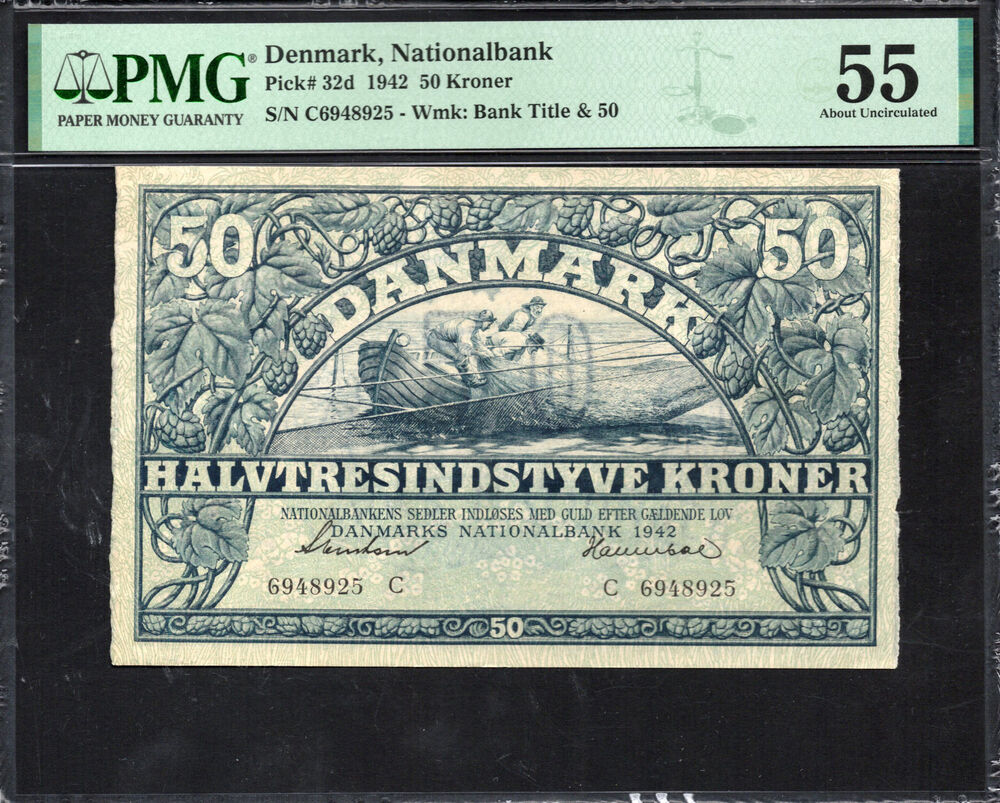 PMG®
PAPER MONEY GUARANTY
Denmark, Nationalbank
Pick# 32d 1942 50 Kroner
S/N C6948925 - Wmk: Bank Title & 50
55
About Uncirculated
50 50
DANMARK
HALVTRESINDSTYVE KRONER
NATIONALBANKENS SEDLER INDLØSES MED GULD EFTER GÆLDENDE LOV
DANMARKS NATIONALBANK 1942
6948925 C C 6948925
50